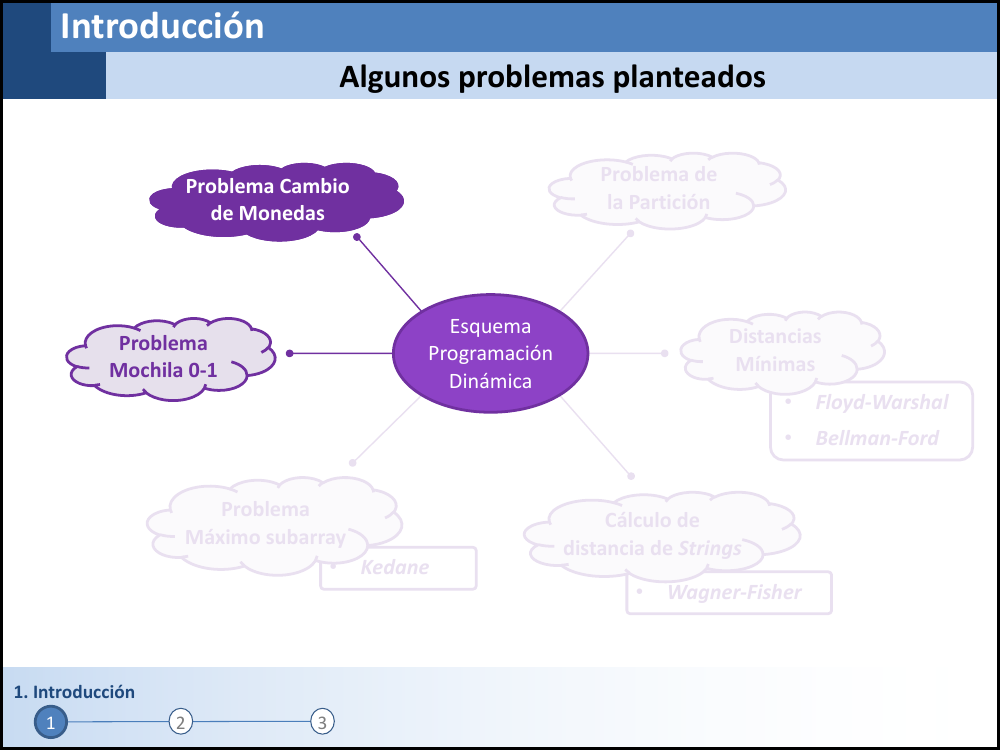 Introducción
Algunos problemas planteados
Problema Cambio
de Monedas
Problema de
la Partición
Esquema
Programación
Dinámica
Problema
Mochila 0-1
Distancias
Mínimas
• Floyd-Warshal
• Bellman-Ford
Problema
Máximo subarray
• Kedane
Cálculo de
distancia de Strings
• Wagner-Fisher
1. Introducción
1
2
3